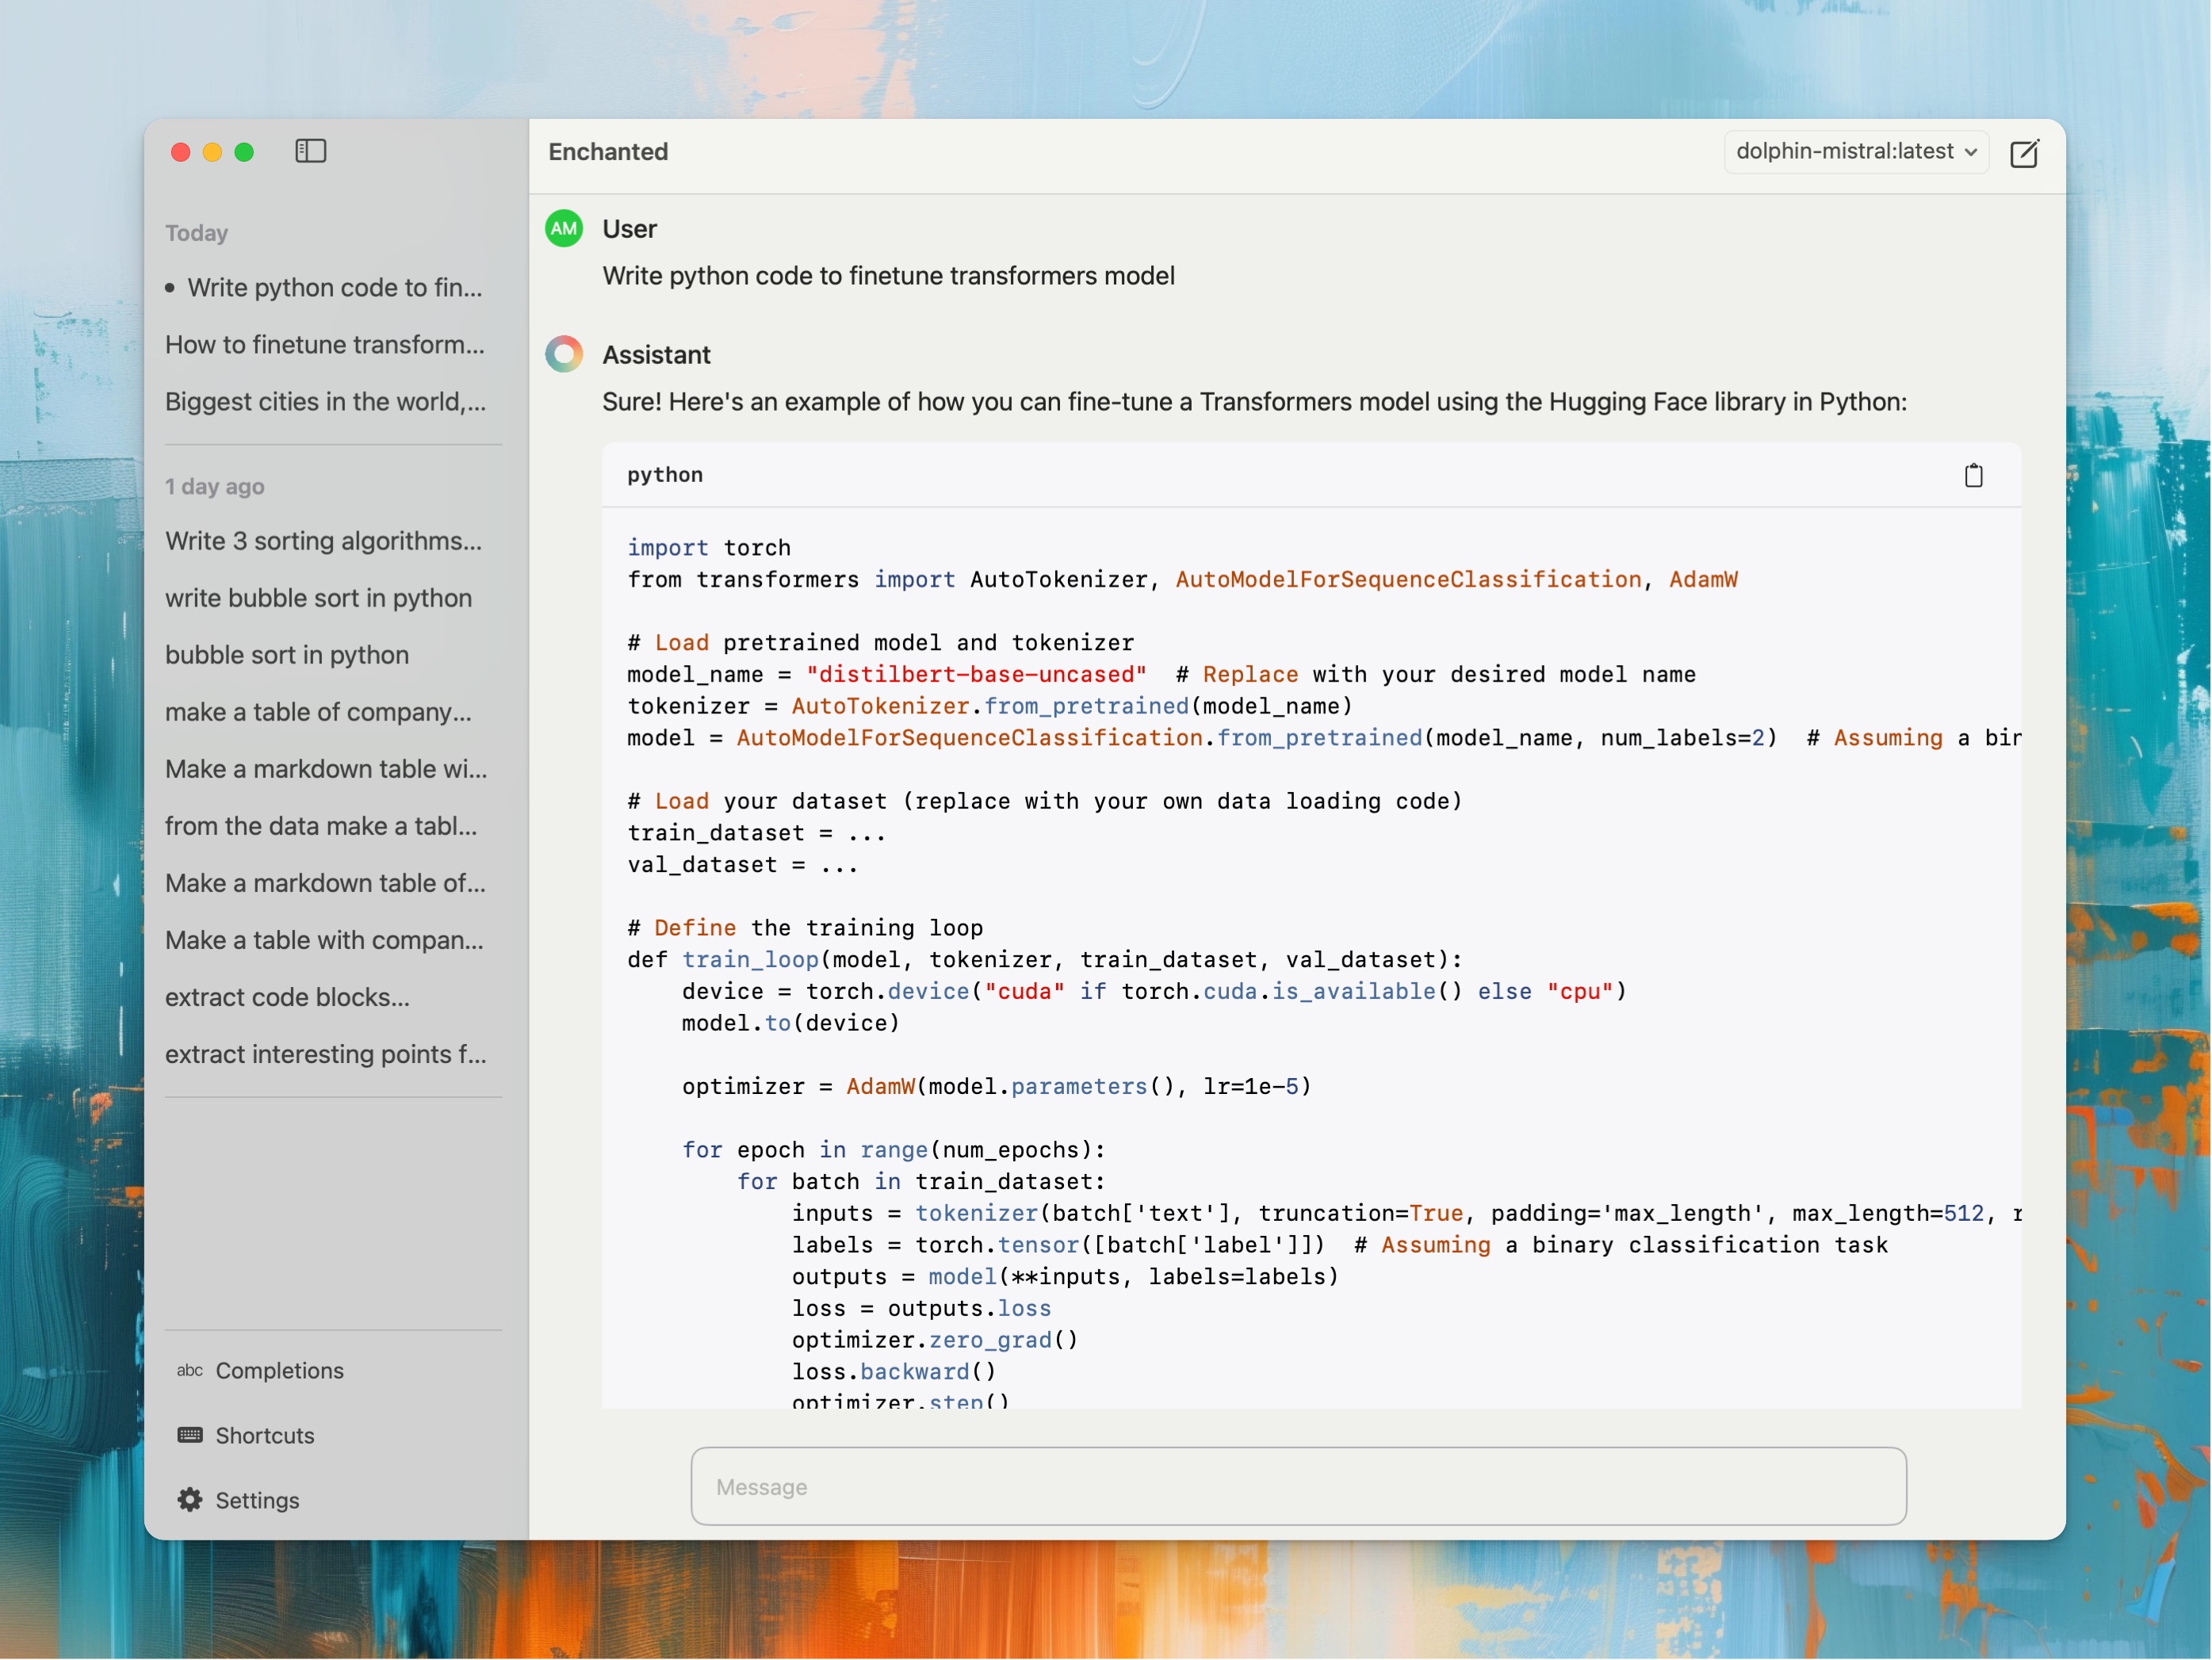 Today
• Write python code to fin...
How to finetune transform...
Biggest cities in the world,...
1 day ago
Write 3 sorting algorithms...
write bubble sort in python
bubble sort in python
make a table of company...
Make a markdown table wi...
from the data make a tabl...
Make a markdown table of...
Make a table with compan...
extract code blocks...
extract interesting points f...
abc Completions
Shortcuts
Settings
Enchanted
dolphin-mistral:latest
AM User
Write python code to finetune transformers model
Assistant
Sure! Here's an example of how you can fine-tune a Transformers model using the Hugging Face library in Python:
python
import torch
from transformers import AutoTokenizer, AutoModelForSequenceClassification, AdamW
# Load pretrained model and tokenizer
model_name = "distilbert-base-uncased"  # Replace with your desired model name
tokenizer = AutoTokenizer.from_pretrained(model_name)
model = AutoModelForSequenceClassification.from_pretrained(model_name, num_labels=2)  # Assuming a bin
# Load your dataset (replace with your own data loading code)
train_dataset = ...
val_dataset = ...
# Define the training loop
def train_loop(model, tokenizer, train_dataset, val_dataset):
    device = torch.device("cuda" if torch.cuda.is_available() else "cpu")
    model.to(device)
    optimizer = AdamW(model.parameters(), lr=1e-5)
    for epoch in range(num_epochs):
        for batch in train_dataset:
            inputs = tokenizer(batch['text'], truncation=True, padding='max_length', max_length=512, r
            labels = torch.tensor([batch['label']])  # Assuming a binary classification task
            outputs = model(**inputs, labels=labels)
            loss = outputs.loss
            optimizer.zero_grad()
            loss.backward()
            optimizer.step()
Message